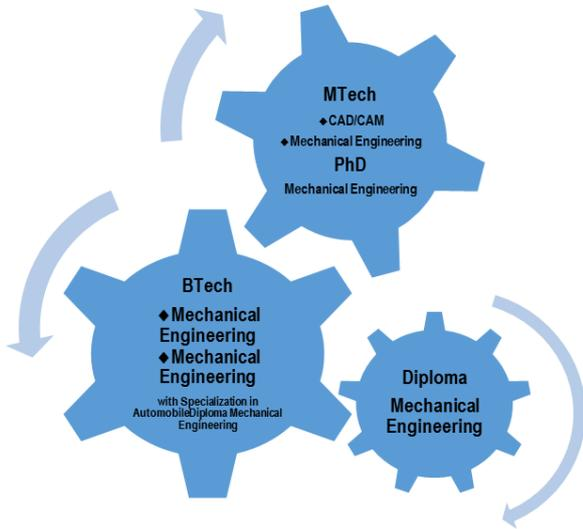 MTech
◆CAD/CAM
◆Mechanical Engineering
PhD
Mechanical Engineering
BTech
◆Mechanical
Engineering
◆Mechanical
Engineering
with Specialization in
AutomobileDiploma Mechanical
Engineering
Diploma
Mechanical
Engineering